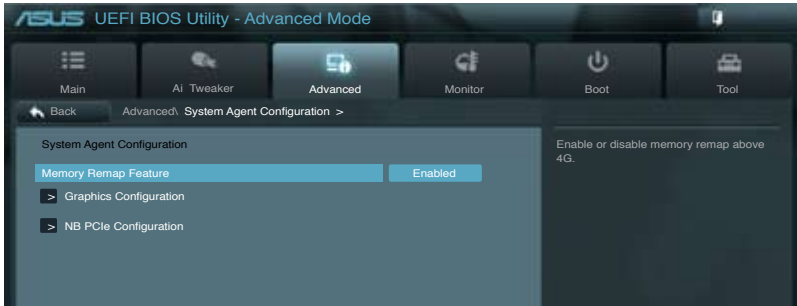 ASUS UEFI BIOS Utility - Advanced Mode
Main Ai Tweaker Advanced Monitor Boot Tool
Back Advanced\ System Agent Configuration >
System Agent Configuration
Memory Remap Feature Enabled
> Graphics Configuration
> NB PCIe Configuration
Enable or disable memory remap above
4G.